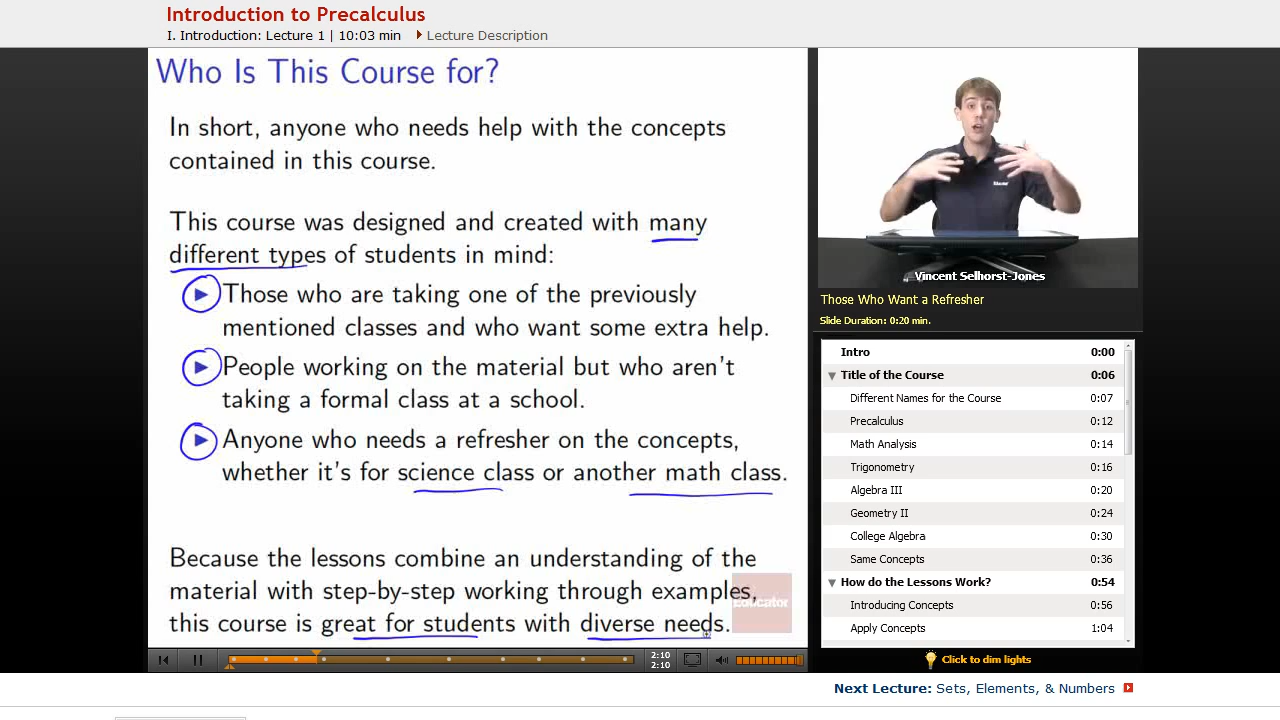 Introduction to Precalculus
I. Introduction: Lecture 1 | 10:03 min
Lecture Description
Who Is This Course for?
In short, anyone who needs help with the concepts
contained in this course.
This course was designed and created with many
different types of students in mind:
Those who are taking one of the previously
mentioned classes and who want some extra help.
People working on the material but who aren't
taking a formal class at a school.
Anyone who needs a refresher on the concepts,
whether it's for science class or another math class.
Because the lessons combine an understanding of the
material with step-by-step working through examples,
this course is great for students with diverse needs.
Educator
2:10
2:10
Educator
Vincent Selhorst-Jones
Those Who Want a Refresher
Slide Duration: 0:20 min.
Intro 0:00
Title of the Course 0:06
Different Names for the Course 0:07
Precalculus 0:12
Math Analysis 0:14
Trigonometry 0:16
Algebra III 0:20
Geometry II 0:24
College Algebra 0:30
Same Concepts 0:36
How do the Lessons Work? 0:54
Introducing Concepts 0:56
Apply Concepts 1:04
Click to dim lights
Next Lecture: Sets, Elements, & Numbers